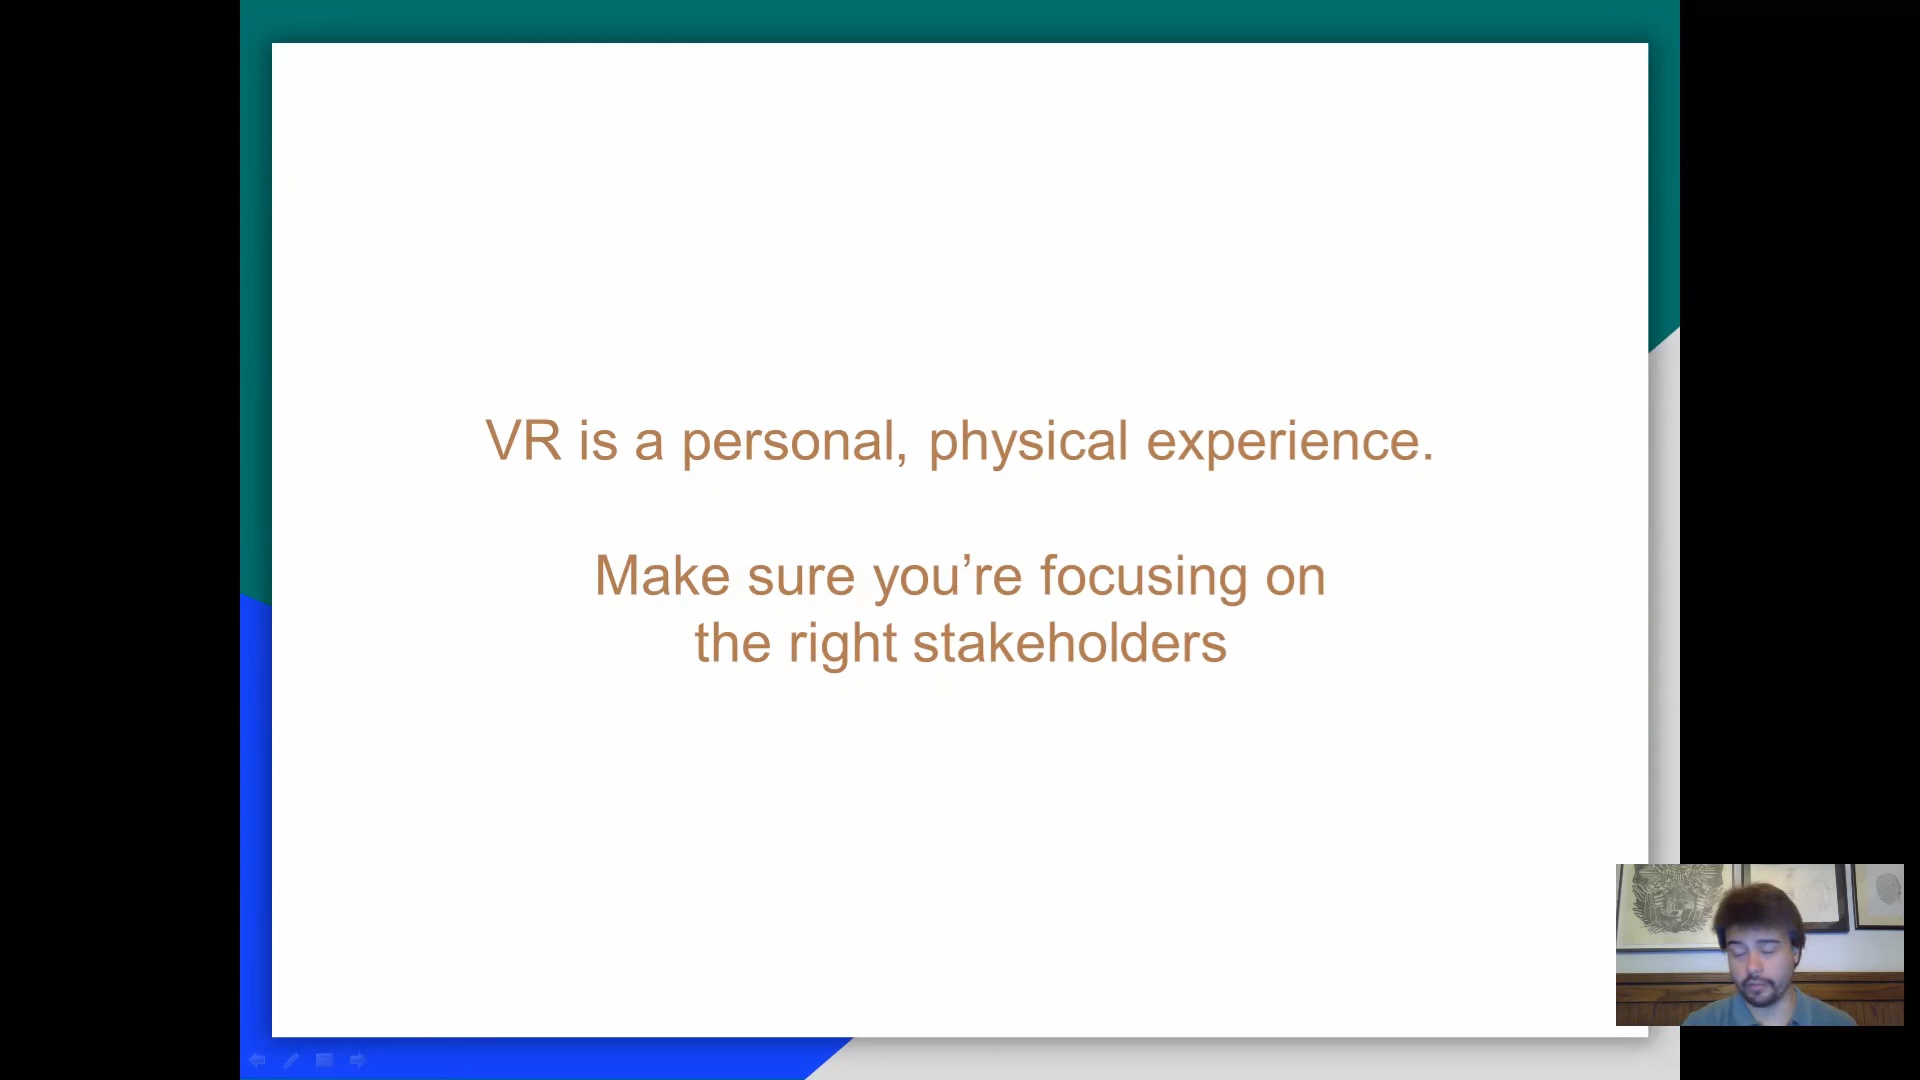 VR is a personal, physical experience.
Make sure you’re focusing on
the right stakeholders